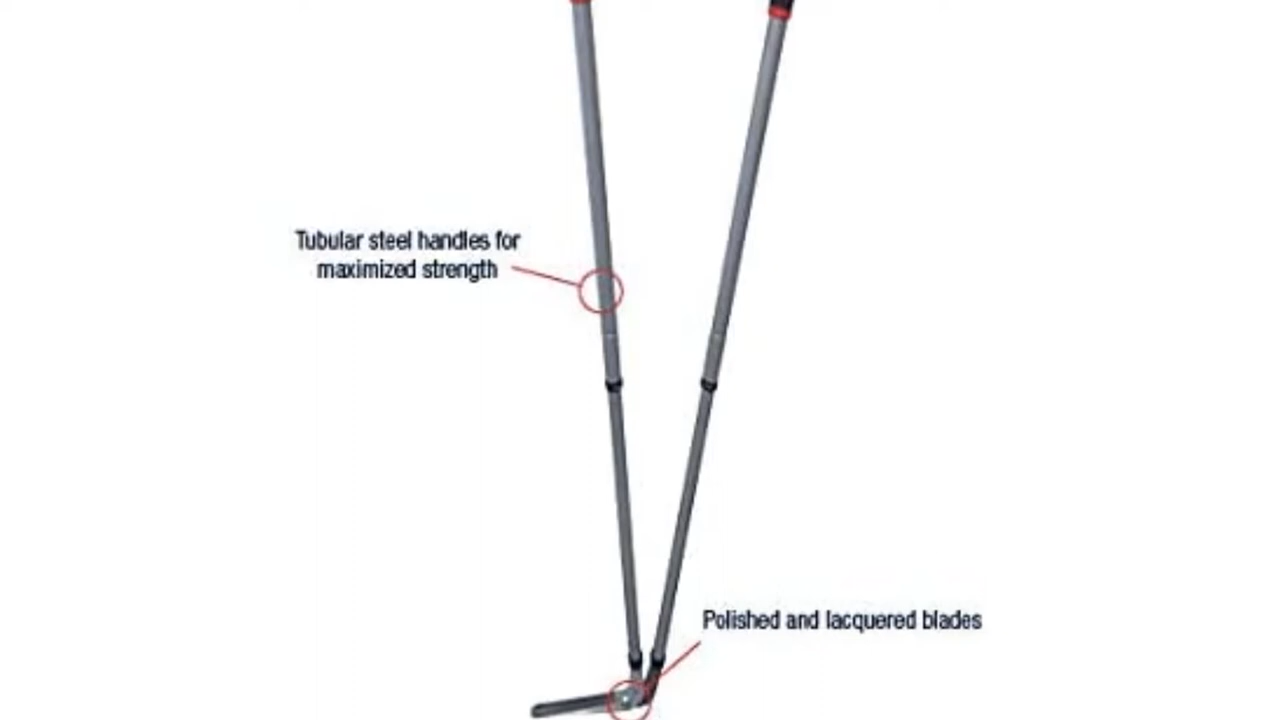 Tubular steel handles for
maximized strength
Polished and lacquered blades